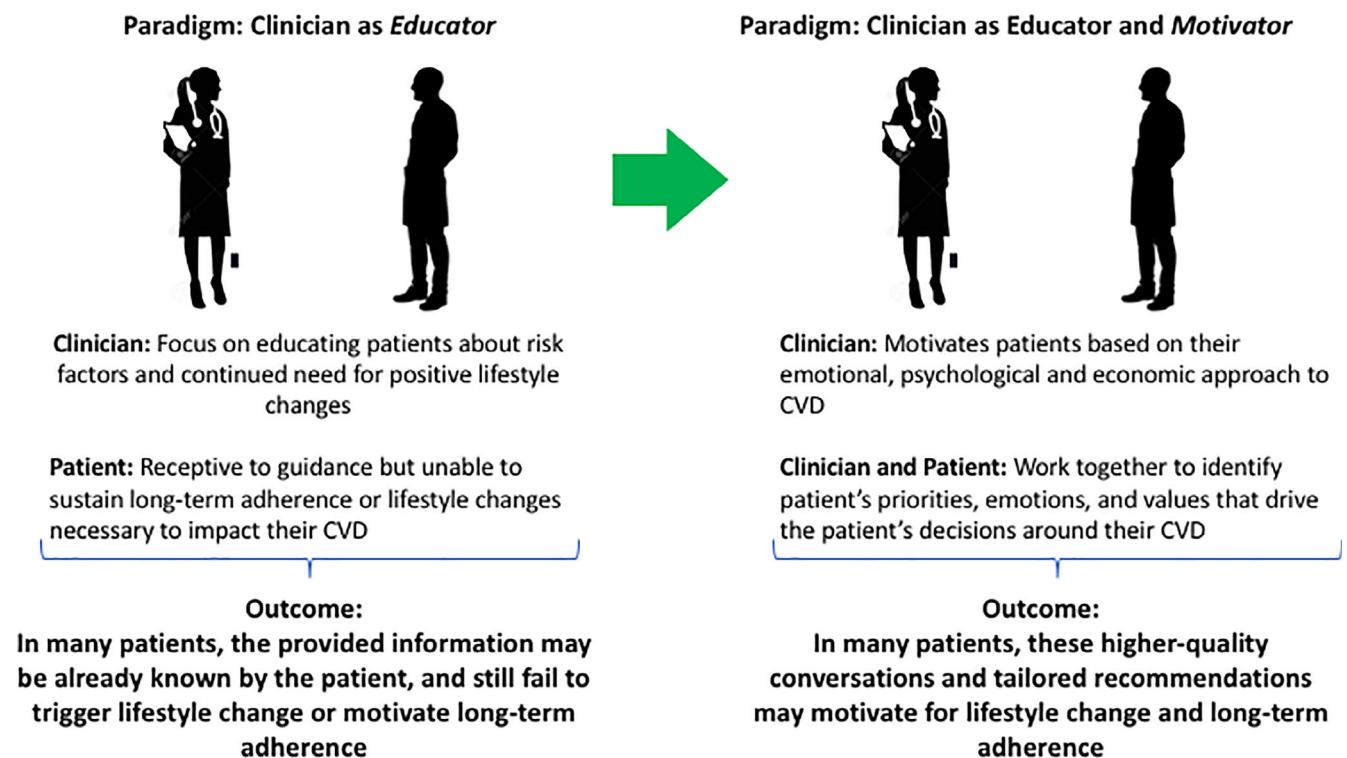 Paradigm: Clinician as Educator
Clinician: Focus on educating patients about risk
factors and continued need for positive lifestyle
changes
Patient: Receptive to guidance but unable to
sustain long-term adherence or lifestyle changes
necessary to impact their CVD
Outcome:
In many patients, the provided information may
be already known by the patient, and still fail to
trigger lifestyle change or motivate long-term
adherence
Paradigm: Clinician as Educator and Motivator
Clinician: Motivates patients based on their
emotional, psychological and economic approach to
CVD
Clinician and Patient: Work together to identify
patient's priorities, emotions, and values that drive
the patient's decisions around their CVD
Outcome:
In many patients, these higher-quality
conversations and tailored recommendations
may motivate for lifestyle change and long-term
adherence